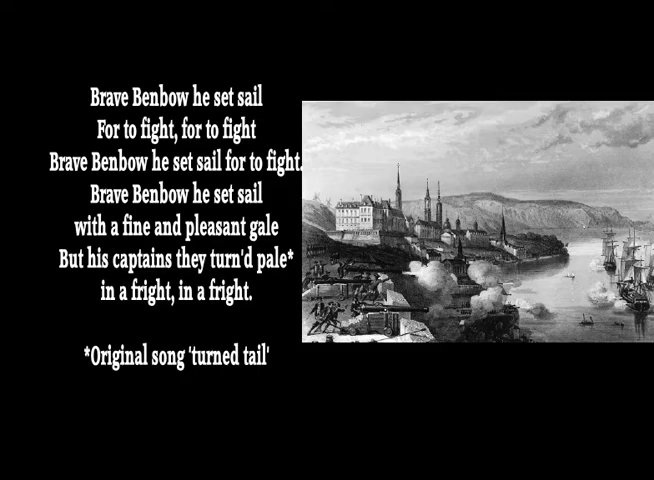 Brave Benbow he set sail
For to fight, for to fight
Brave Benbow he set sail for to fight.
Brave Benbow he set sail
with a fine and pleasant gale
But his captains they turn'd pale*
in a fright, in a fright.
*Original song 'turned tail'